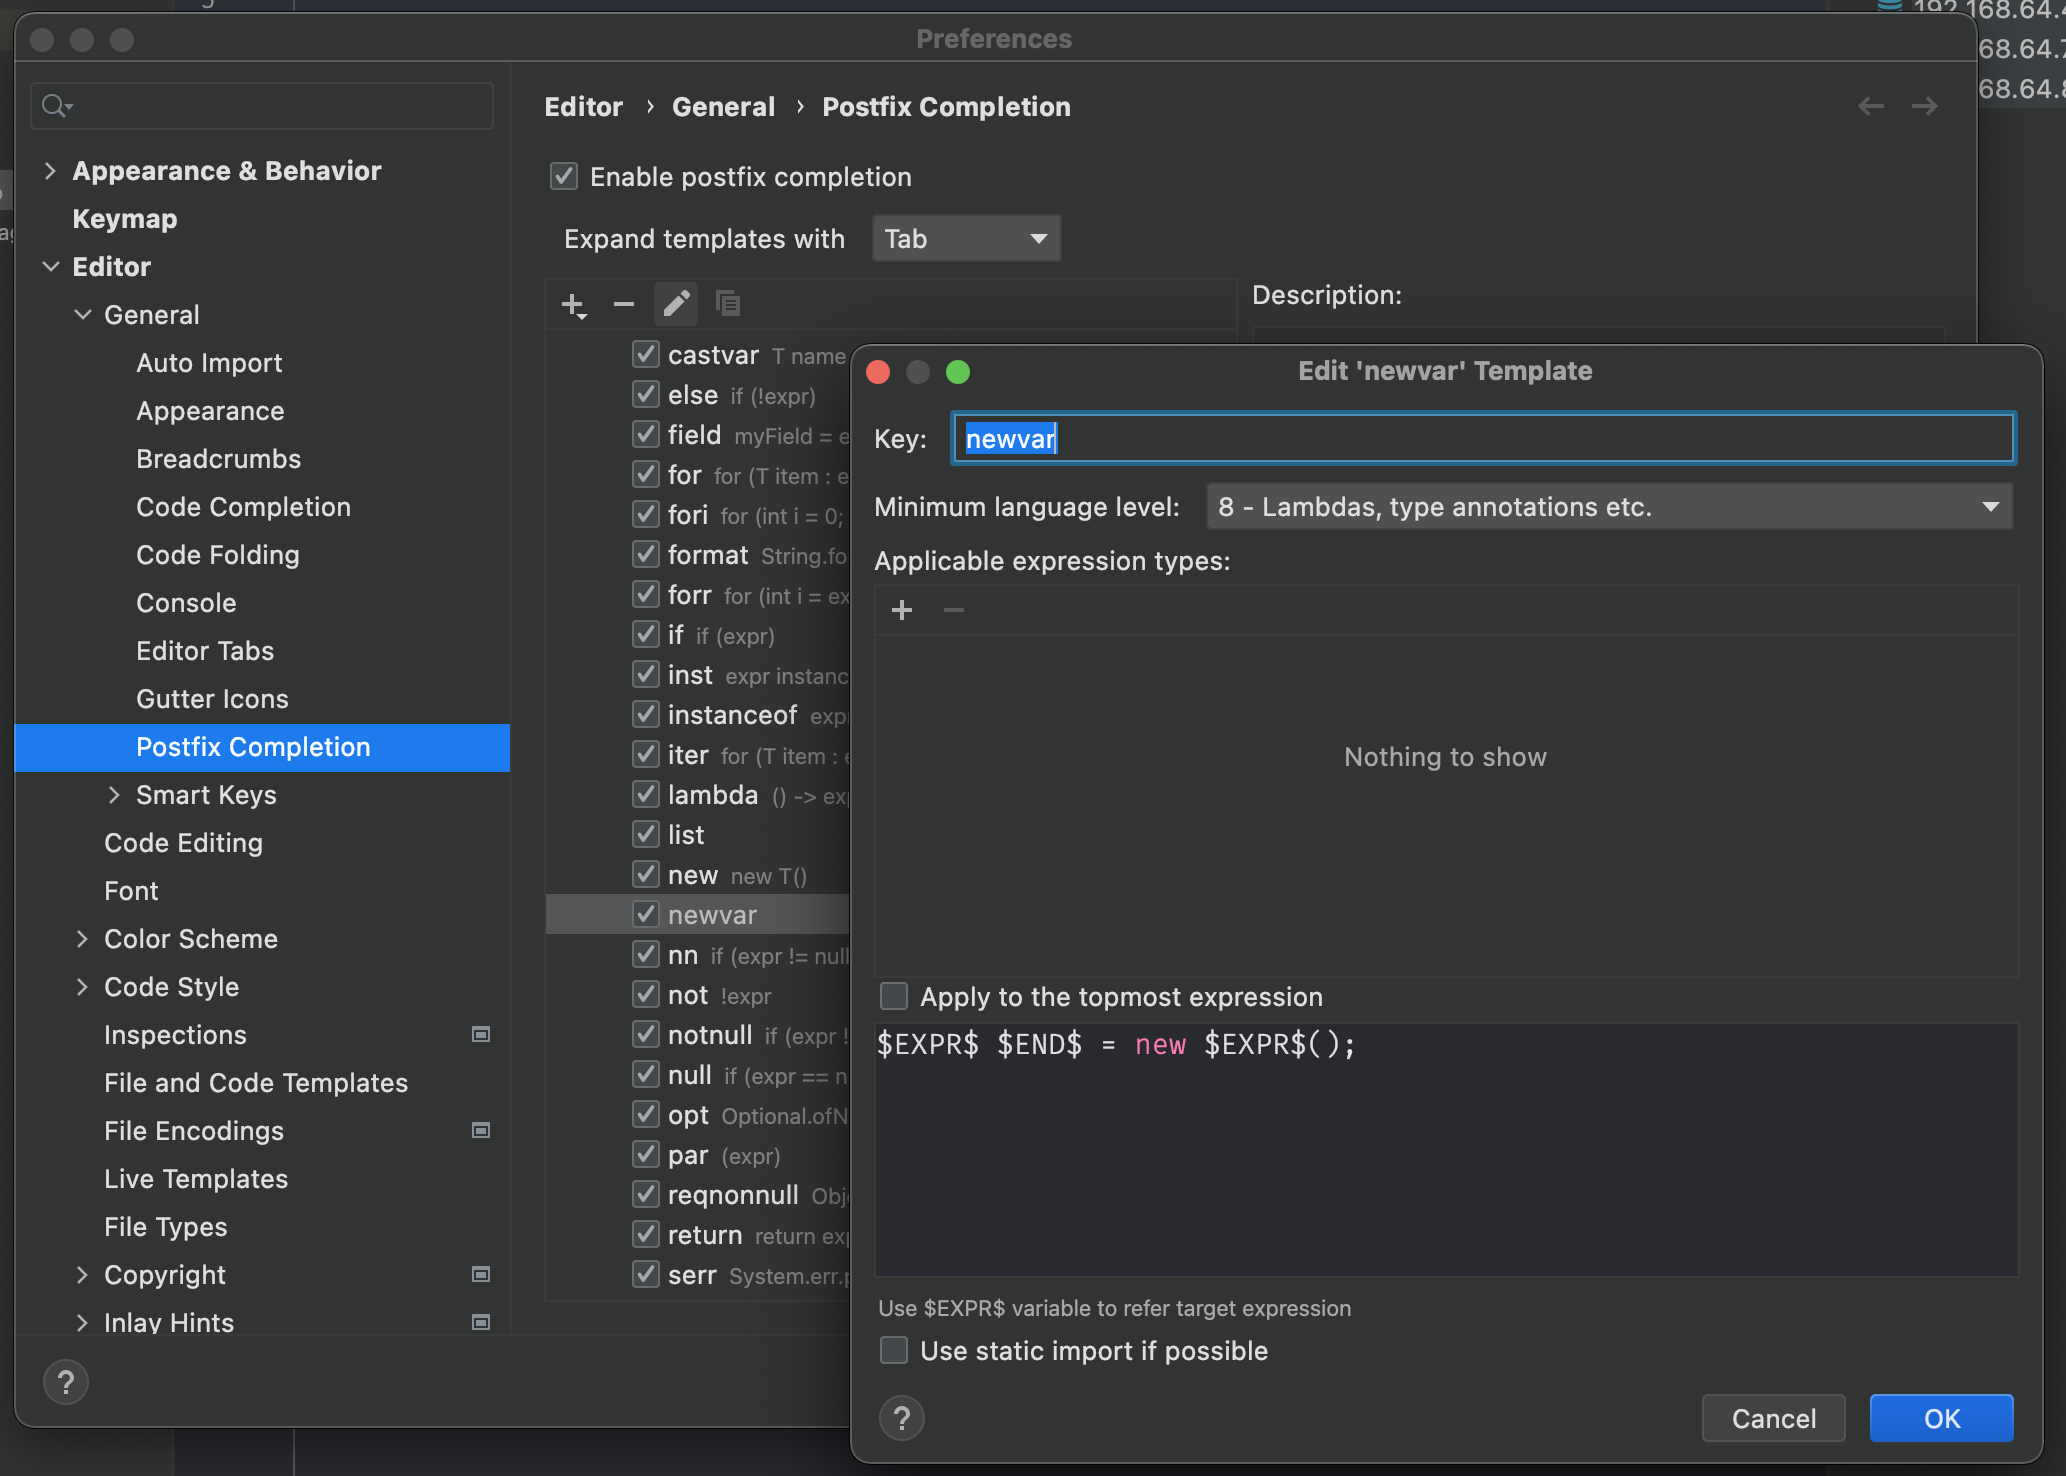 Preferences
192.168.64.
68.64.
68.64.
Editor › General › Postfix Completion
Appearance & Behavior
Keymap
Editor
General
Auto Import
Appearance
Breadcrumbs
Code Completion
Code Folding
Console
Editor Tabs
Gutter Icons
Postfix Completion
Smart Keys
Code Editing
Font
Color Scheme
Code Style
Inspections
File and Code Templates
File Encodings
Live Templates
File Types
Copyright
Inlay Hints
?
Enable postfix completion
Expand templates with Tab
Description:
castvar T name
else if (!expr)
field myField = e
for for (T item : e
fori for (int i = 0;
format String.fo
forr for (int i = ex
if if (expr)
inst expr instanc
instanceof exp
iter for (T item : e
lambda () -> exp
list
new new T()
newvar
nn if (expr != null
not !expr
notnull if (expr !
null if (expr == n
opt Optional.ofN
par (expr)
reqnonnull Obj
return return exp
serr System.err.p
Edit 'newvar' Template
Key: newvar
Minimum language level: 8 - Lambdas, type annotations etc.
Applicable expression types:
Nothing to show
Apply to the topmost expression
$EXPR$ $END$ = new $EXPR$();
Use $EXPR$ variable to refer target expression
Use static import if possible
?
Cancel
OK